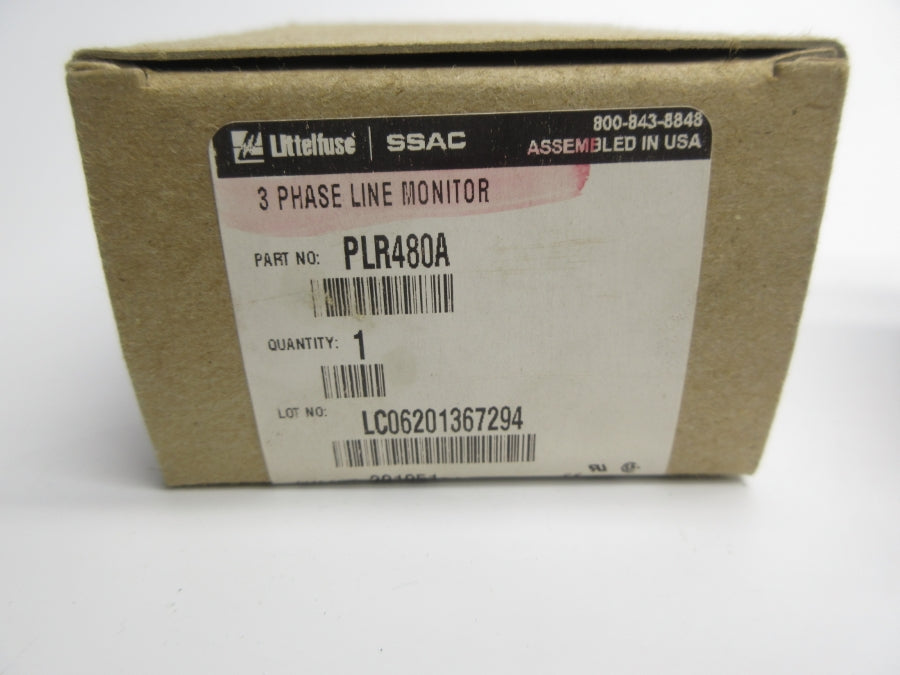 Littelfuse | SSAC
800-843-8848
ASSEMBLED IN USA
3 PHASE LINE MONITOR
PART NO: PLR480A
QUANTITY: 1
LOT NO: LC06201367294